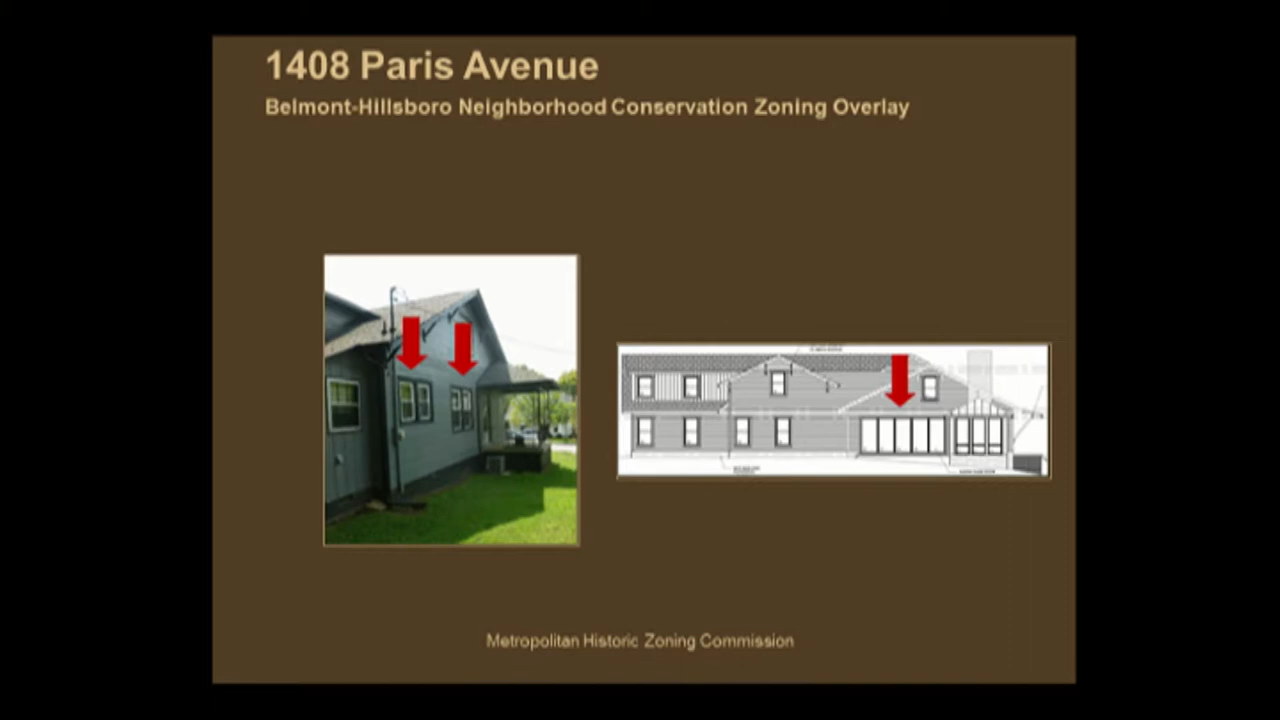 1408 Paris Avenue
Belmont-Hillsboro Neighborhood Conservation Zoning Overlay
Metropolitan Historic Zoning Commission